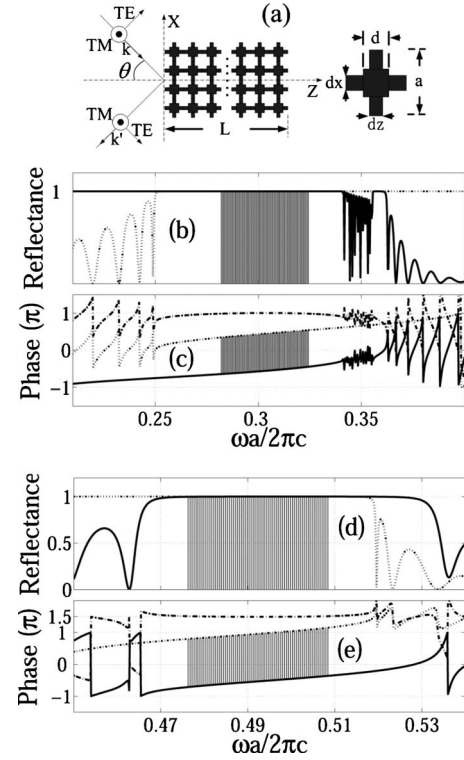 (a)
TE
TM
k
θ
TM
TE
k'
X
Z
L
d
dx
a
dz
Reflectance
1
0
(b)
Phase (π)
1
0
-1
(c)
0.25
0.3
0.35
ωa/2πc
Reflectance
1
0.5
0
(d)
Phase (π)
1.5
1
0
-1
(e)
0.47
0.49
0.51
0.53
ωa/2πc